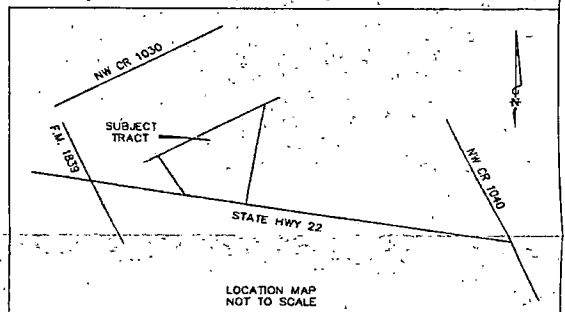 NW CR 1030
SUBJECT
TRACT
F.M. 1839
NW CR 1040
N
STATE HWY 22
LOCATION MAP
NOT TO SCALE